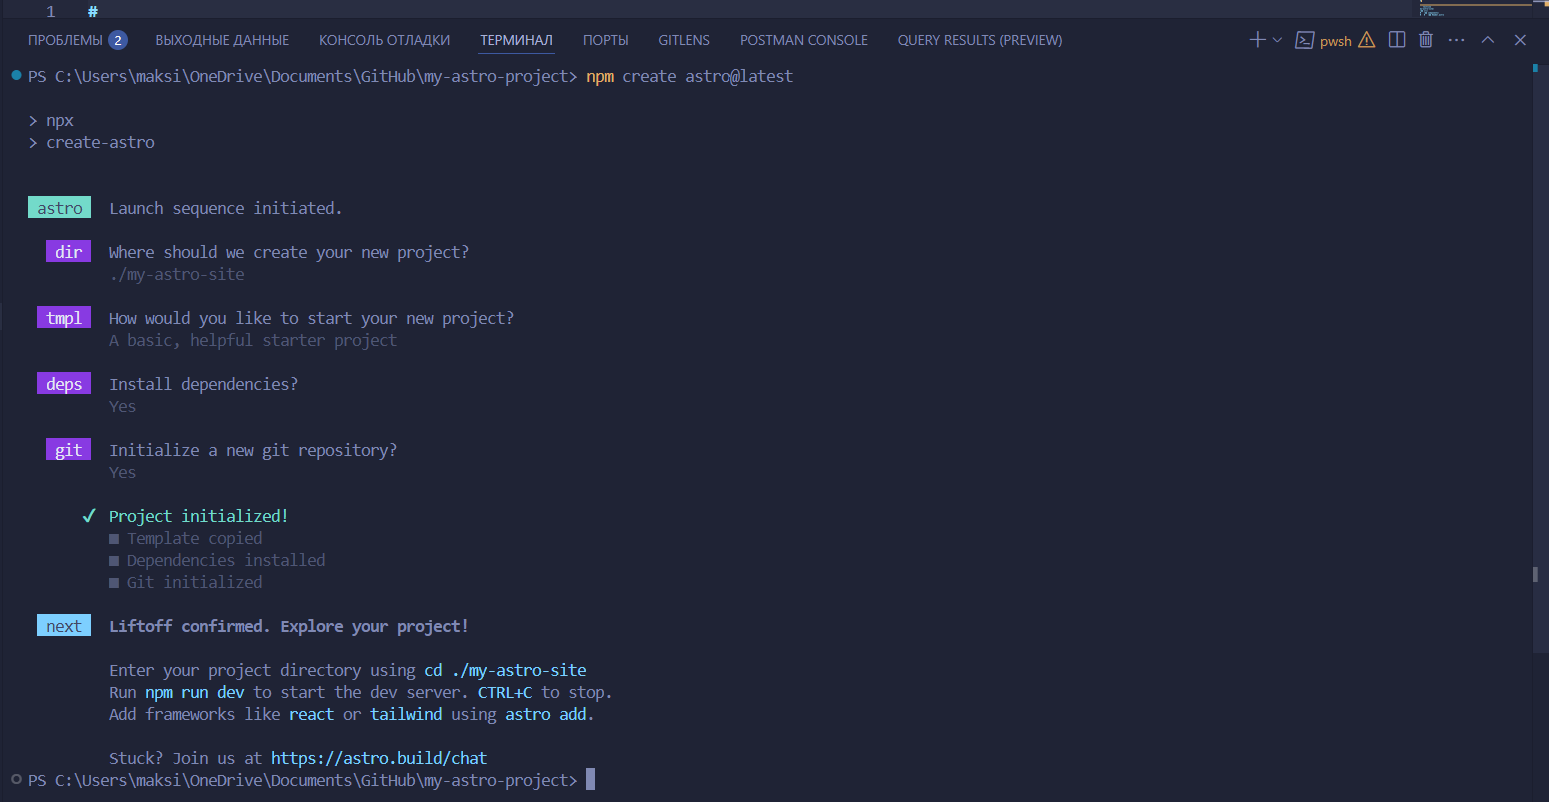 1 #
ПРОБЛЕМЫ 2 ВЫХОДНЫЕ ДАННЫЕ КОНСОЛЬ ОТЛАДКИ ТЕРМИНАЛ ПОРТЫ GITLENS POSTMAN CONSOLE QUERY RESULTS (PREVIEW) pwsh
PS C:\Users\maksi\OneDrive\Documents\GitHub\my-astro-project> npm create astro@latest
> npx
> create-astro
astro Launch sequence initiated.
dir Where should we create your new project?
./my-astro-site
tmpl How would you like to start your new project?
A basic, helpful starter project
deps Install dependencies?
Yes
git Initialize a new git repository?
Yes
✔ Project initialized!
■ Template copied
■ Dependencies installed
■ Git initialized
next Liftoff confirmed. Explore your project!
Enter your project directory using cd ./my-astro-site
Run npm run dev to start the dev server. CTRL+C to stop.
Add frameworks like react or tailwind using astro add.
Stuck? Join us at https://astro.build/chat
PS C:\Users\maksi\OneDrive\Documents\GitHub\my-astro-project>